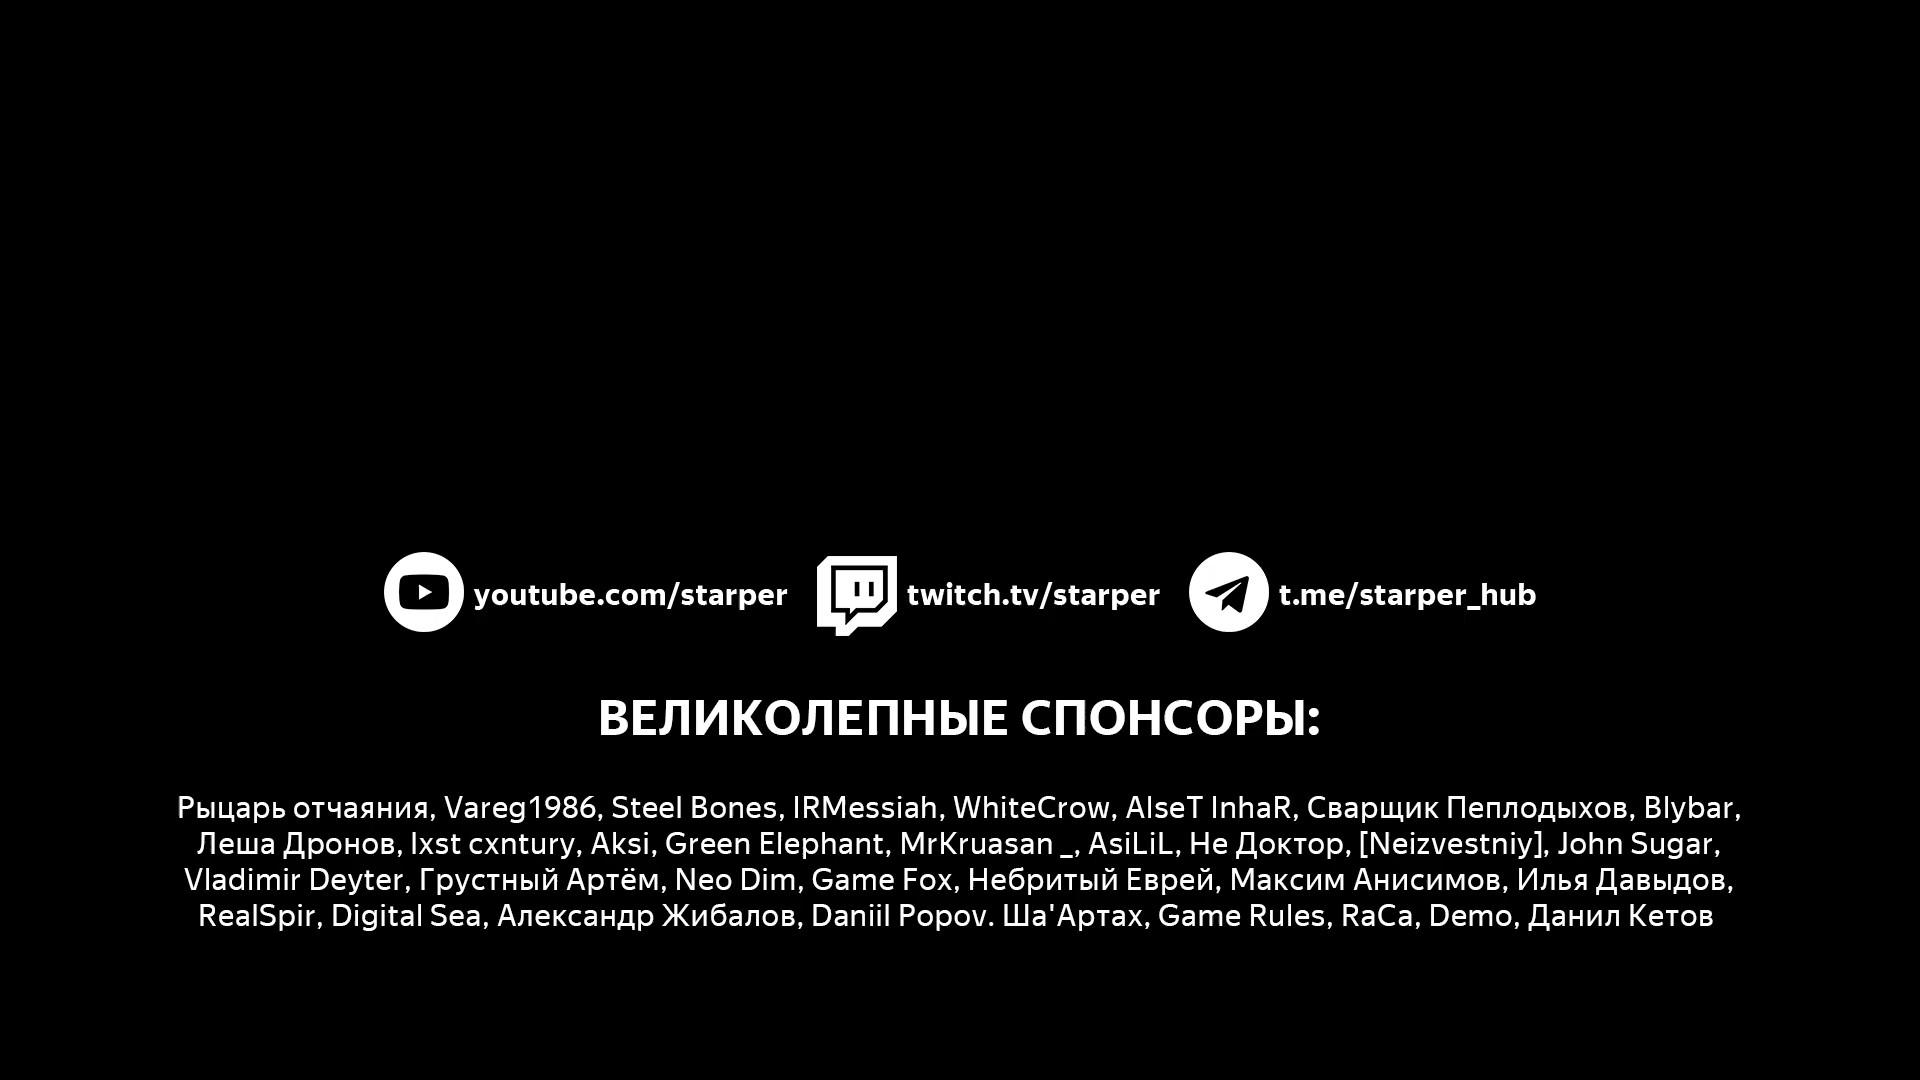 youtube.com/starper twitch.tv/starper t.me/starper_hub
ВЕЛИКОЛЕПНЫЕ СПОНСОРЫ:
Рыцарь отчаяния, Vareg1986, Steel Bones, IRMessiah, WhiteCrow, AlseT InhaR, Сварщик Пеплодыхов, Blybar,
Леша Дронов, lxst cxntury, Aksi, Green Elephant, MrKruasan _, AsiLiL, Не Доктор, [Neizvestniy], John Sugar,
Vladimir Deyter, Грустный Артём, Neo Dim, Game Fox, Небритый Еврей, Максим Анисимов, Илья Давыдов,
RealSpir, Digital Sea, Александр Жибалов, Daniil Popov. Ша'Артах, Game Rules, RaCa, Demo, Данил Кетов